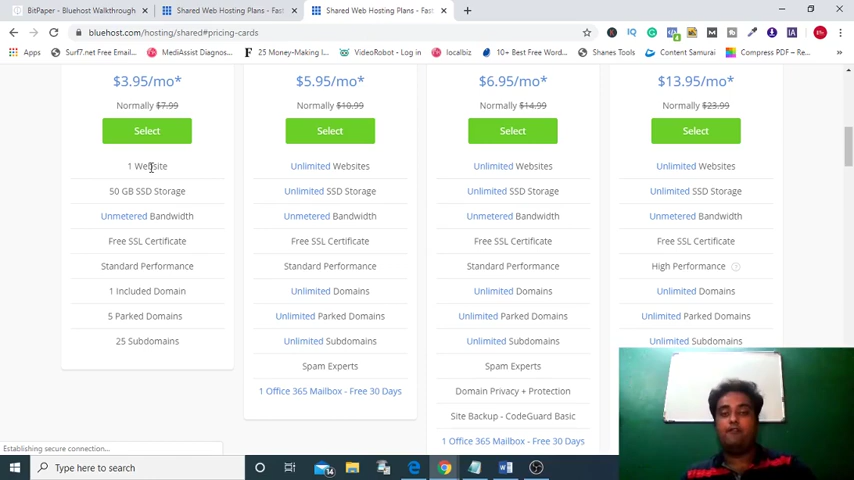 BitPaper - Bluehost Walkthrough
Shared Web Hosting Plans - Fas
Shared Web Hosting Plans - Fas
bluehost.com/hosting/shared#pricing-cards
Apps
Surf7.net Free Email...
MediAssist Diagnos...
25 Money-Making I...
VideoRobot - Log in
localbiz
10+ Best Free Word...
Shanes Tools
Content Samurai
Compress PDF – R...
$3.95/mo*
$5.95/mo*
$6.95/mo*
$13.95/mo*
Normally $7.99
Normally $10.99
Normally $14.99
Normally $23.99
Select
Select
Select
Select
1 Website
Unlimited Websites
Unlimited Websites
Unlimited Websites
50 GB SSD Storage
Unlimited SSD Storage
Unlimited SSD Storage
Unlimited SSD Storage
Unmetered Bandwidth
Unmetered Bandwidth
Unmetered Bandwidth
Unmetered Bandwidth
Free SSL Certificate
Free SSL Certificate
Free SSL Certificate
Free SSL Certificate
Standard Performance
Standard Performance
Standard Performance
High Performance
1 Included Domain
Unlimited Domains
Unlimited Domains
Unlimited Domains
5 Parked Domains
Unlimited Parked Domains
Unlimited Parked Domains
Unlimited Parked Domains
25 Subdomains
Unlimited Subdomains
Unlimited Subdomains
Unlimited Subdomains
Spam Experts
Spam Experts
1 Office 365 Mailbox - Free 30 Days
Domain Privacy + Protection
Site Backup - CodeGuard Basic
1 Office 365 Mailbox - Free 30 Days
Establishing secure connection...
Type here to search
14